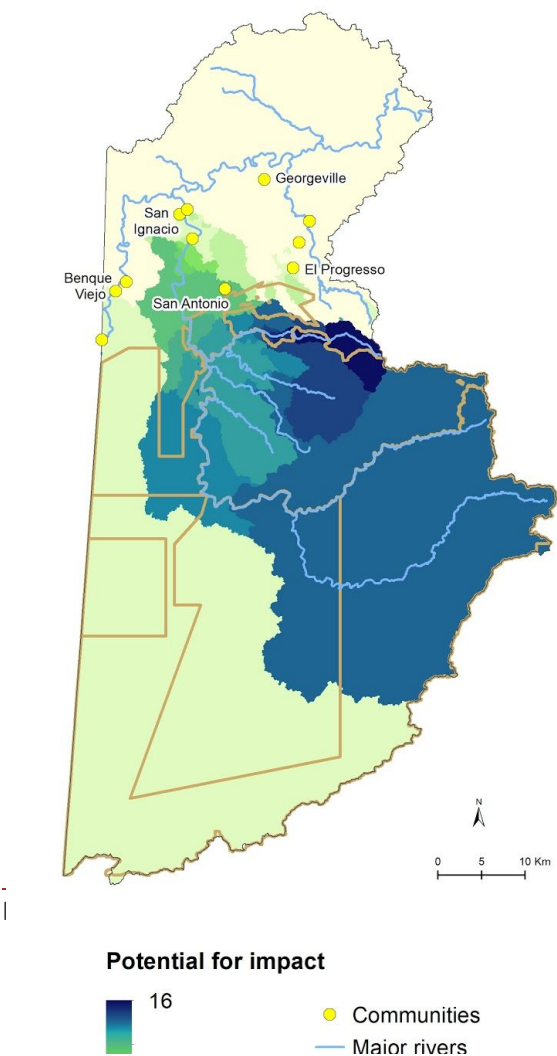 Georgeville
San
Ignacio
El Progresso
Benque
Viejo
San Antonio
N
0 5 10 Km
Potential for impact
16
Communities
Major rivers